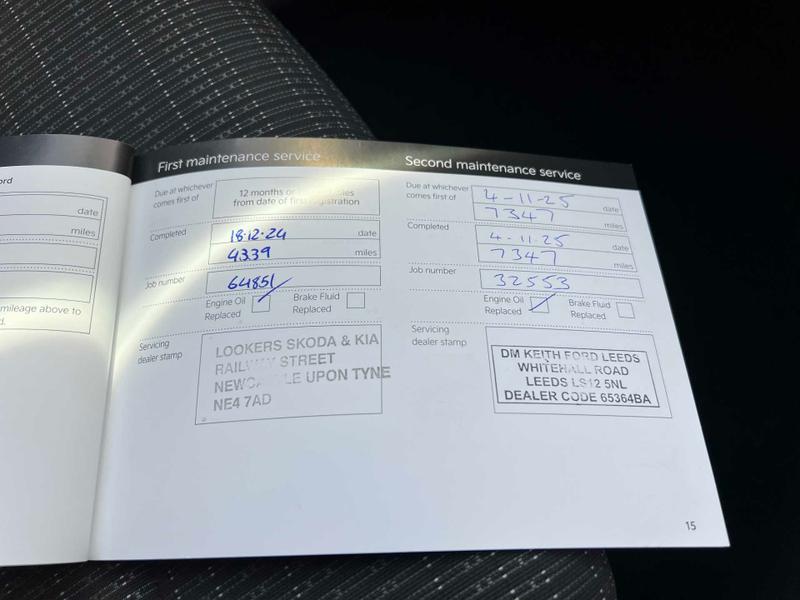 ord
date
miles
mileage above to
d.
First maintenance service
Due at whichever
comes first of
12 months or miles
from date of first registration
Completed
18·12·24 date
4339 miles
Job number
64851
Engine Oil
Replaced
Brake Fluid
Replaced
Servicing
dealer stamp
LOOKERS SKODA & KIA
RAILWAY STREET
NEWCASTLE UPON TYNE
NE4 7AD
Second maintenance service
Due at whichever
comes first of
4-11-25 date
7347 miles
Completed
4-11-25 date
7347 miles
Job number
32553
Engine Oil
Replaced
Brake Fluid
Replaced
Servicing
dealer stamp
DM KEITH FORD LEEDS
WHITEHALL ROAD
LEEDS LS12 5NL
DEALER CODE 65364BA
15